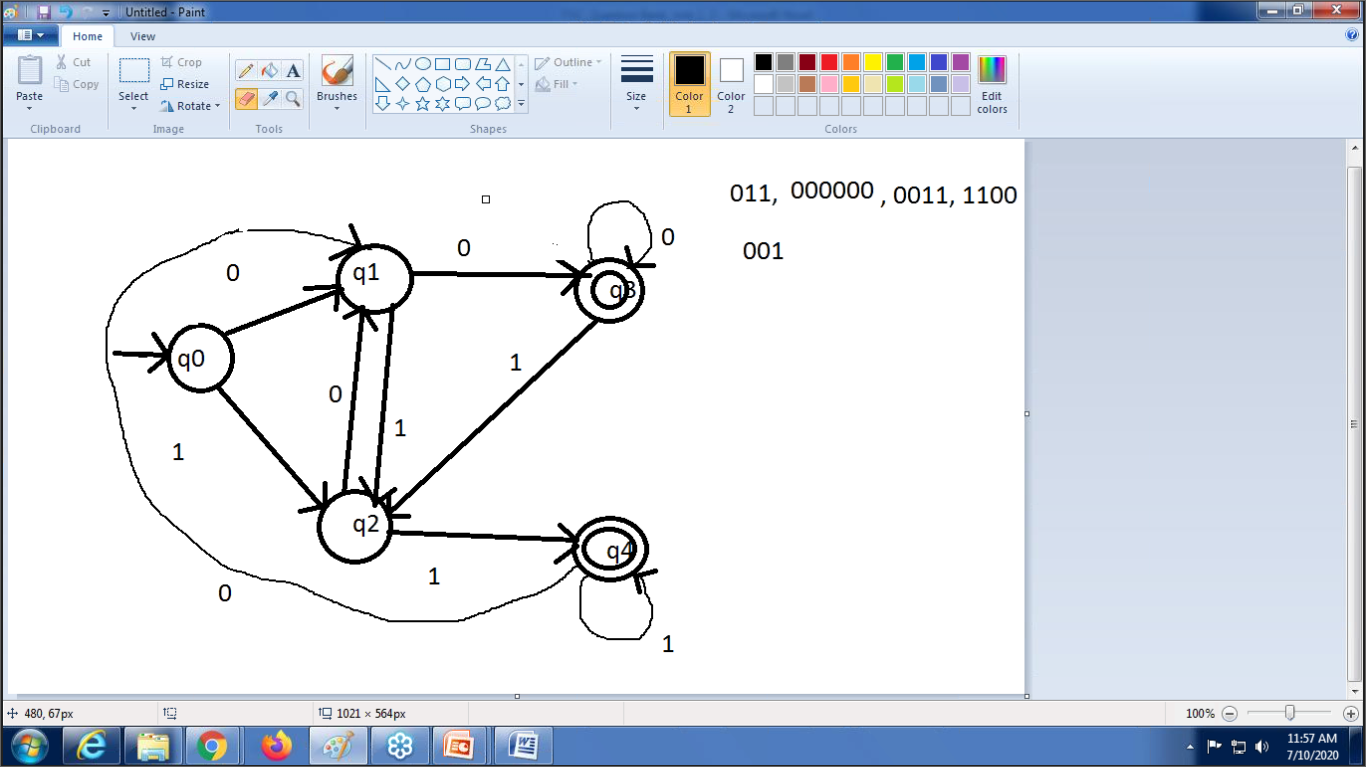 Untitled - Paint
Home View
Paste Cut Copy Clipboard
Select Crop Resize Rotate Image
A Tools
Brushes
Shapes Outline Fill
Size
Color 1
Color 2
Edit colors
Colors
011, 000000 , 0011, 1100
001
0 0
0 q1
q3
q0
1
0
1
1
q2
q4
1
0
1
480, 67px
1021 × 564px
100%
11:57 AM
7/10/2020